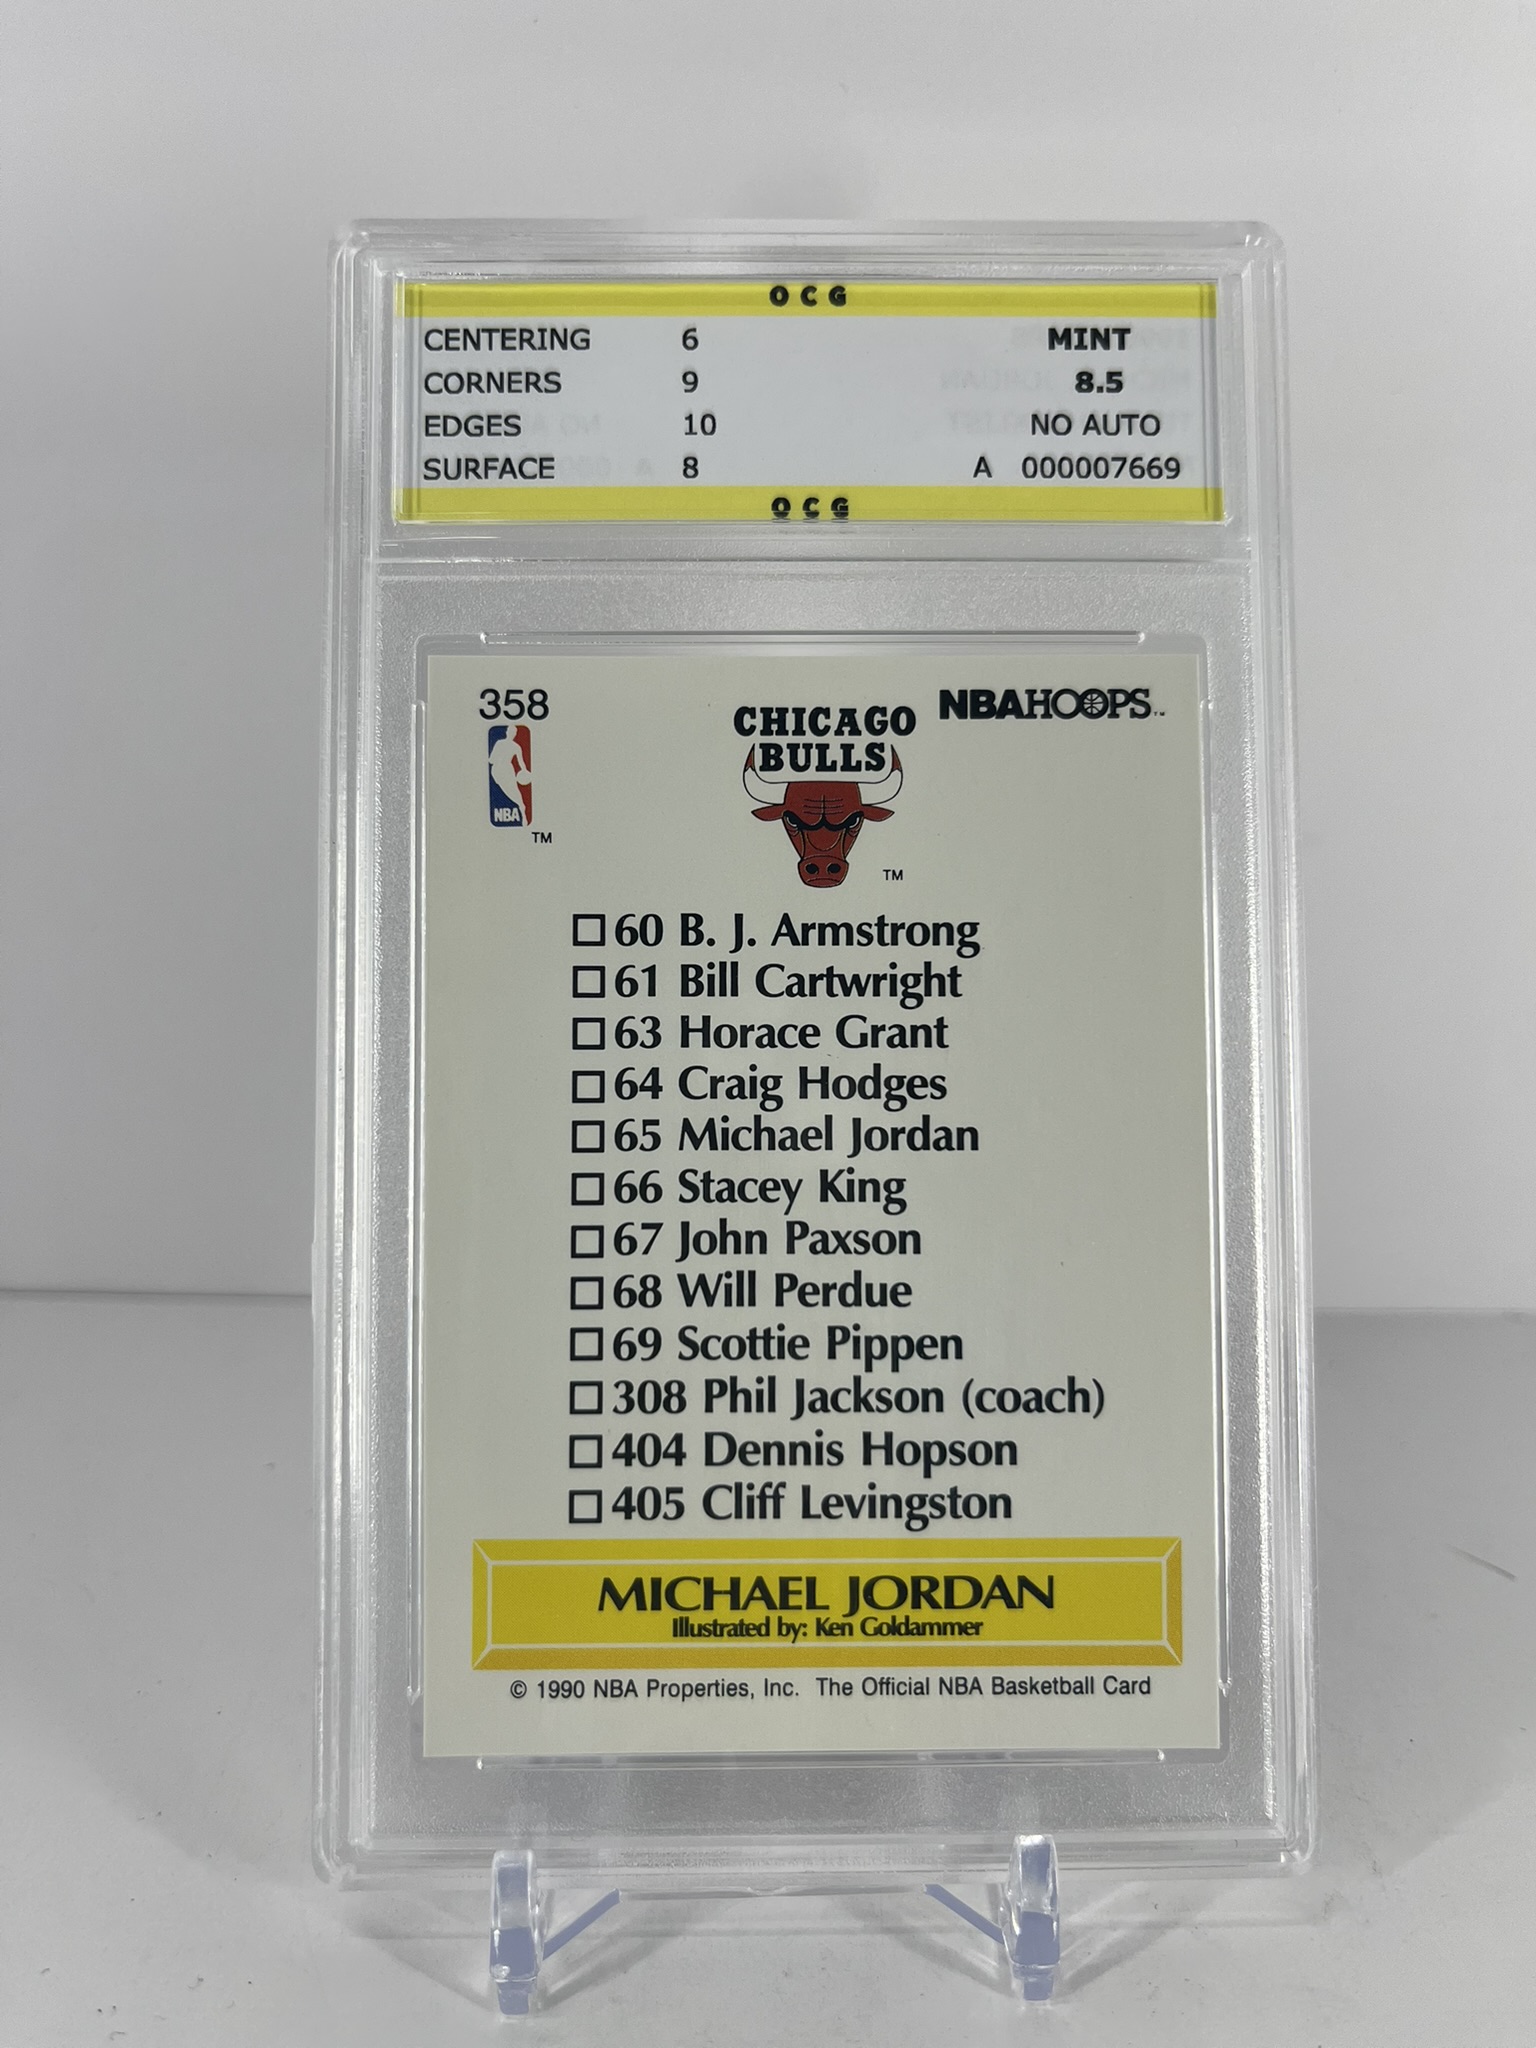 OCG
CENTERING 6 MINT
CORNERS 9 8.5
EDGES 10 NO AUTO
SURFACE 8 A 000007669
OCG
358 NBAHOOPS™
CHICAGO
BULLS
NBA
TM
TM
60 B. J. Armstrong
61 Bill Cartwright
63 Horace Grant
64 Craig Hodges
65 Michael Jordan
66 Stacey King
67 John Paxson
68 Will Perdue
69 Scottie Pippen
308 Phil Jackson (coach)
404 Dennis Hopson
405 Cliff Levingston
MICHAEL JORDAN
Illustrated by: Ken Goldammer
© 1990 NBA Properties, Inc. The Official NBA Basketball Card